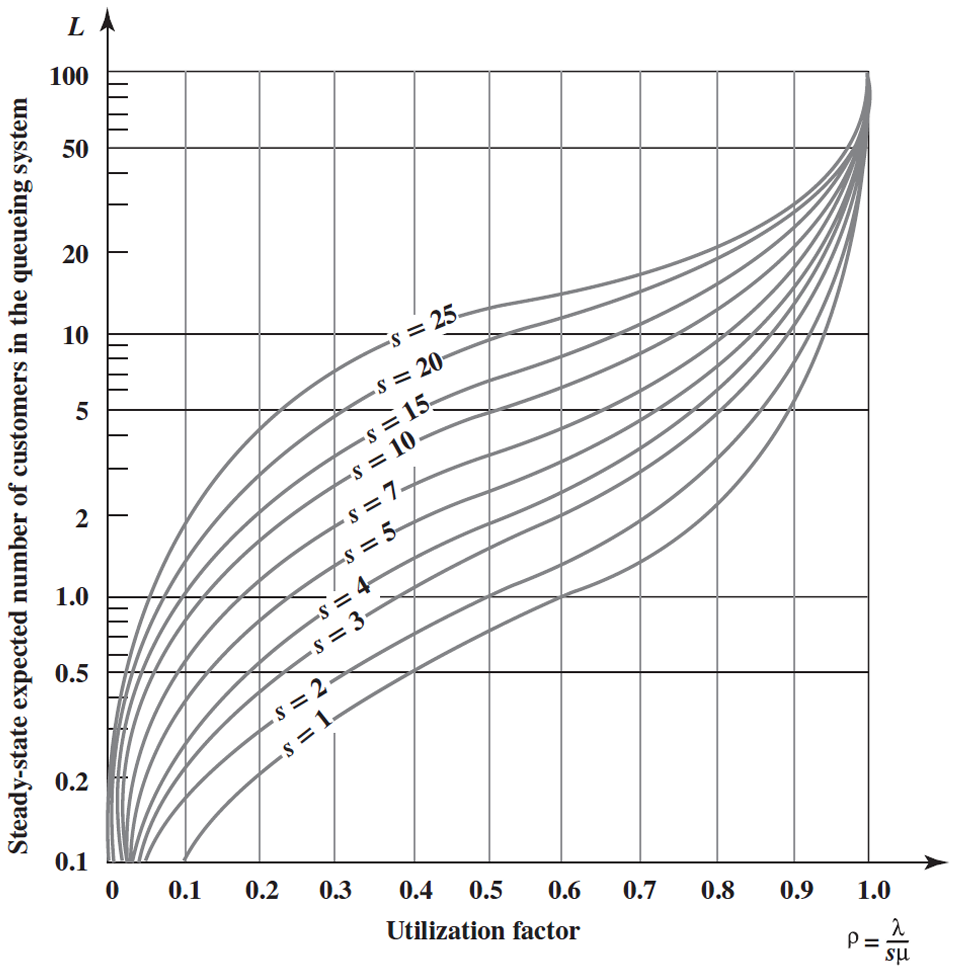 L
100
50
20
10
5
2
1.0
0.5
0.2
0.1
Steady-state expected number of customers in the queueing system
s = 25
s = 20
s = 15
s = 10
s = 7
s = 5
s = 4
s = 3
s = 2
s = 1
0 0.1 0.2 0.3 0.4 0.5 0.6 0.7 0.8 0.9 1.0
Utilization factor
ρ = λ/sμ